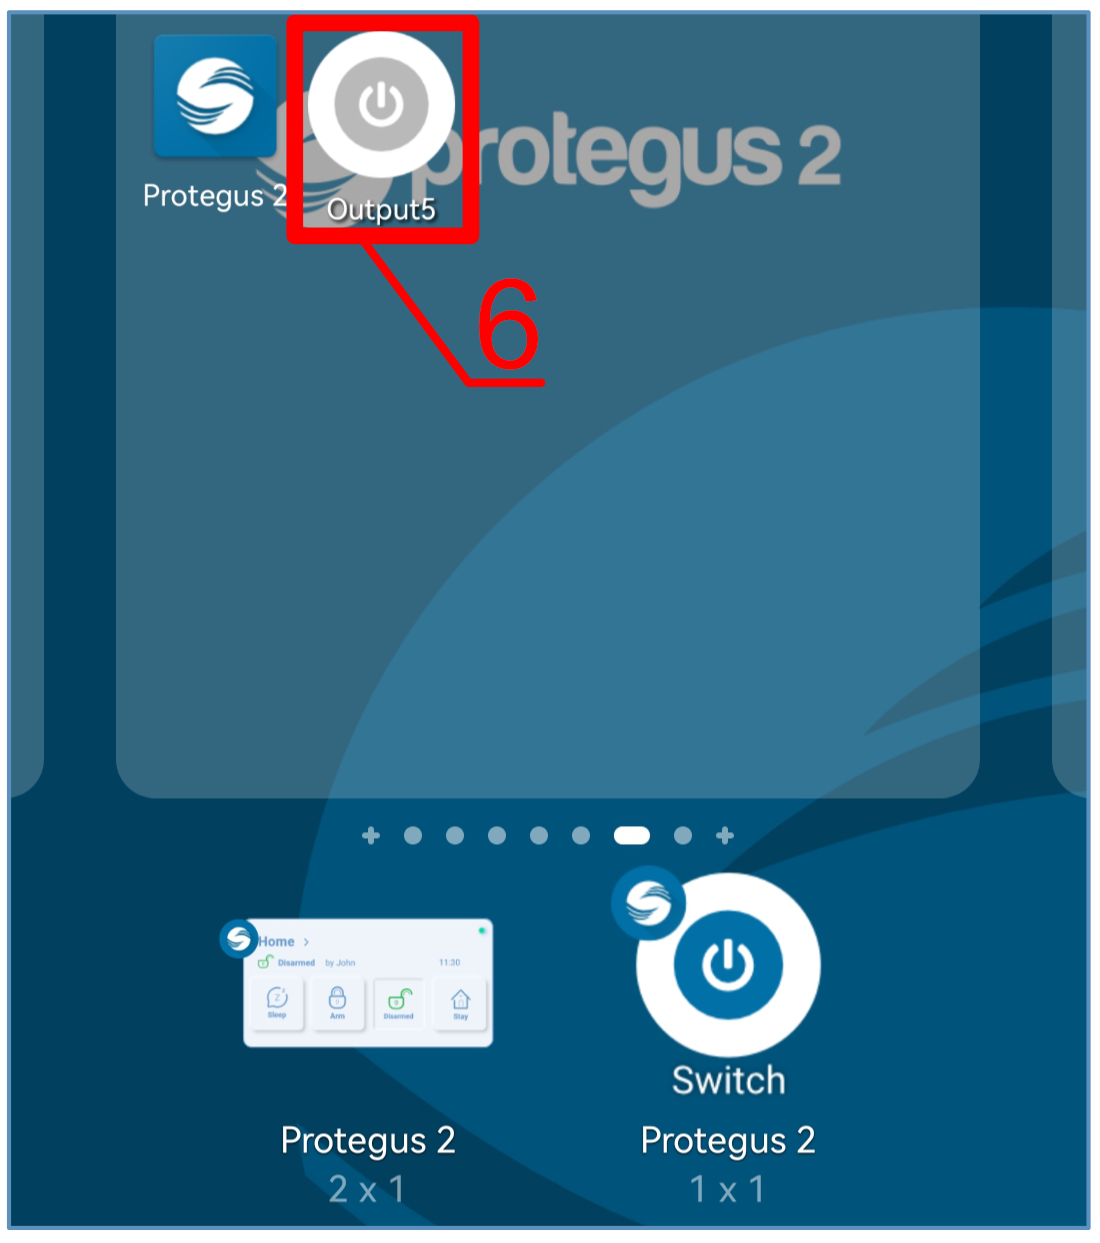 Protegus 2
Output5
protegus 2
6
Home >
Disarmed by John 11:30
Sleep
Arm
Disarmed
Stay
Switch
Protegus 2
2 x 1
Protegus 2
1 x 1